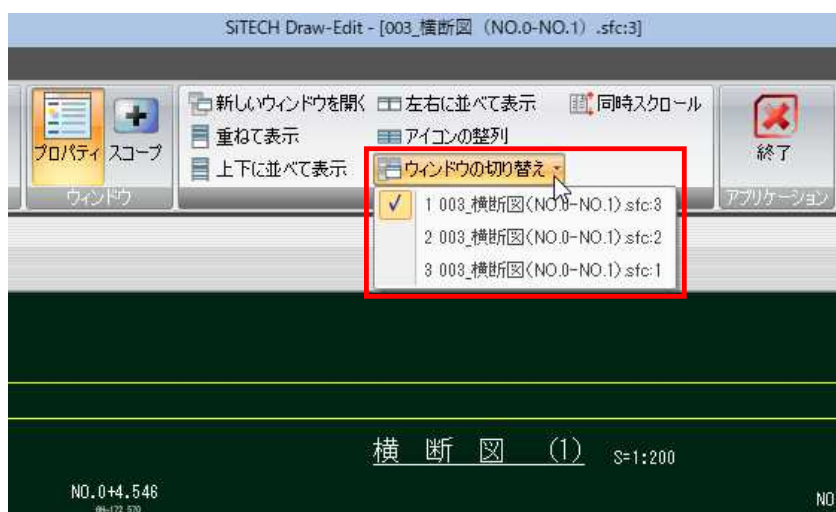 SiTECH Draw-Edit - [003_横断図（NO.0-NO.1）.sfc:3]
新しいウィンドウを開く 左右に並べて表示 同時スクロール
重ねて表示 アイコンの整列
上下に並べて表示 ウィンドウの切り替え
プロパティ スコープ
終了
ウィンドウ
アプリケーション
1 003_横断図(NO.0-NO.1).sfc:3
2 003_横断図(NO.0-NO.1).sfc:2
3 003_横断図(NO.0-NO.1).sfc:1
横 断 図 (1) S=1:200
NO.0+4.546
GH=172.570
NO